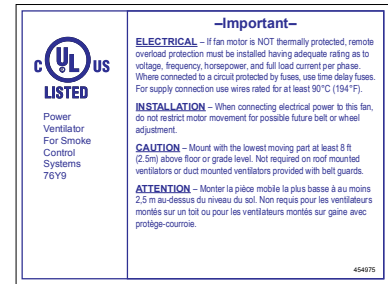 c UL US
LISTED
Power
Ventilator
For Smoke
Control
Systems
76Y9
–Important–
ELECTRICAL – If fan motor is NOT thermally protected, remote
overload protection must be installed having adequate rating as to
voltage, frequency, horsepower, and full load current per phase.
Where connected to a circuit protected by fuses, use time delay fuses.
For supply connection use wires rated for at least 90°C (194°F).
INSTALLATION – When connecting electrical power to this fan,
do not restrict motor movement for possible future belt or wheel
adjustment.
CAUTION – Mount with the lowest moving part at least 8 ft
(2.5m) above floor or grade level. Not required on roof mounted
ventilators or duct mounted ventilators provided with belt guards.
ATTENTION – Monter la pièce mobile la plus basse à au moins
2,5 m au-dessus du niveau du sol. Non requis pour les ventilateurs
montés sur un toit ou pour les ventilateurs montés sur gaine avec
protège-courroie.
454975